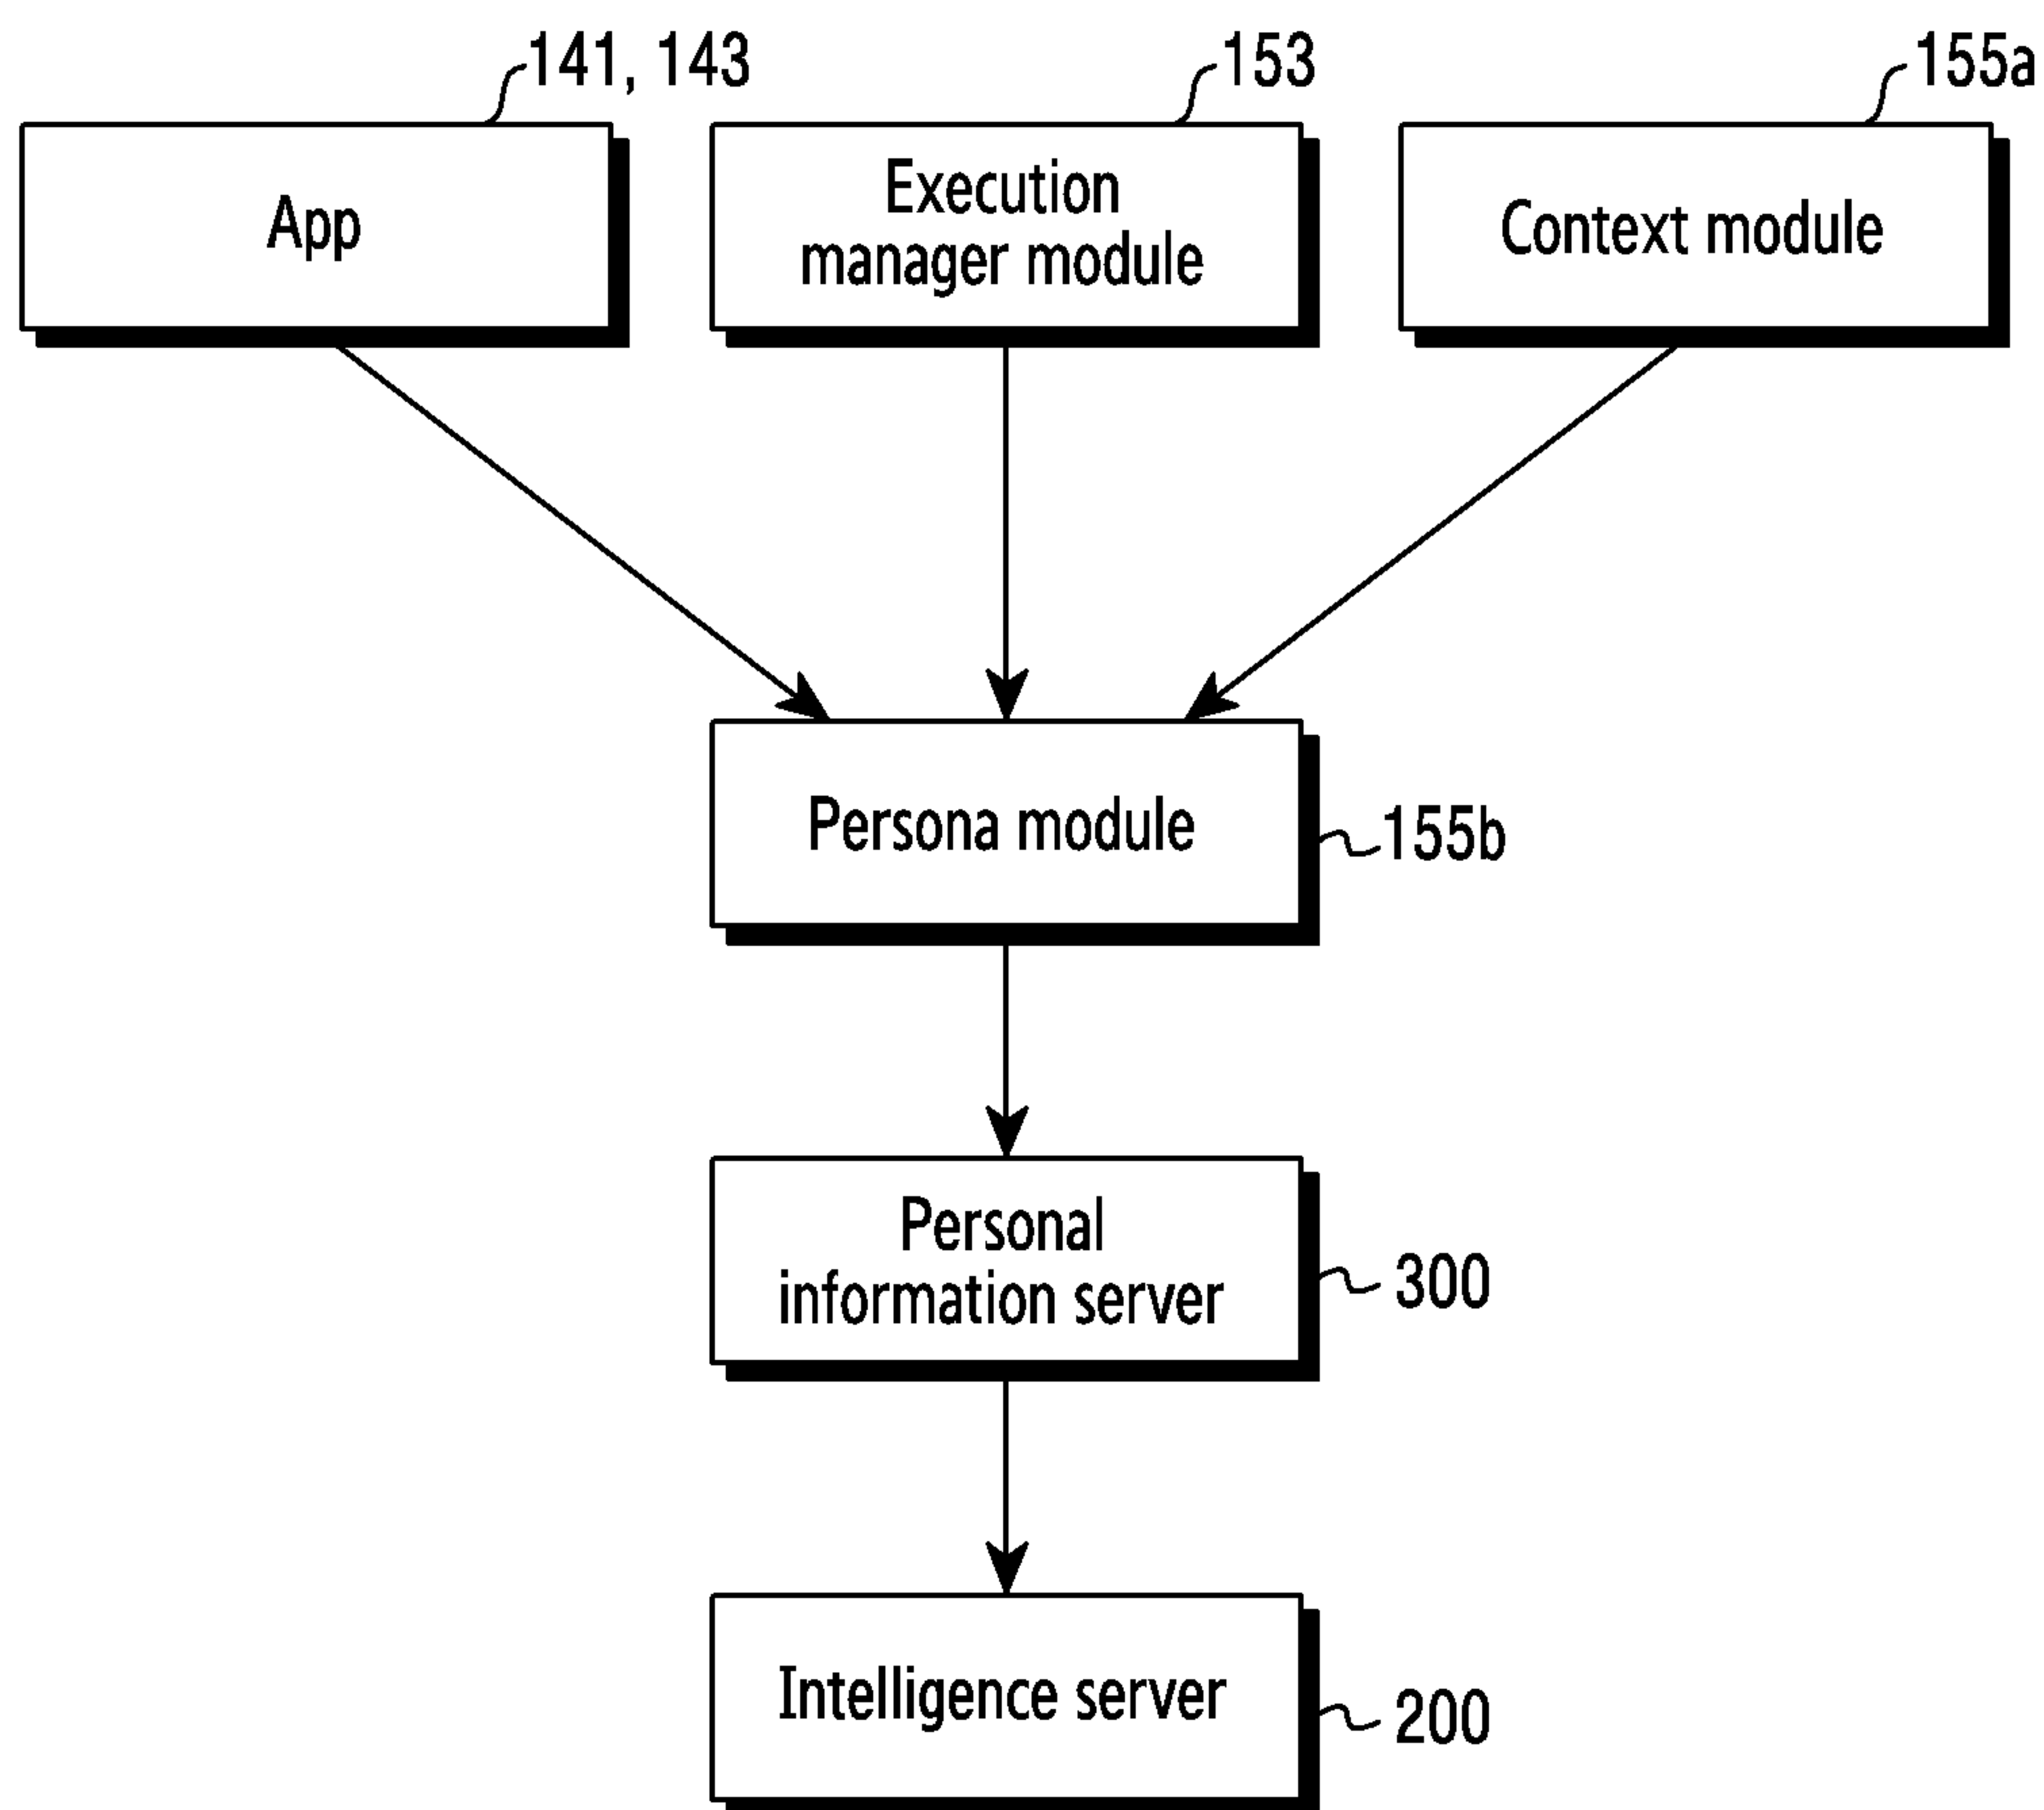 141, 143
153
155a
App
Execution
manager module
Context module
Persona module
155b
Personal
information server
300
Intelligence server
200